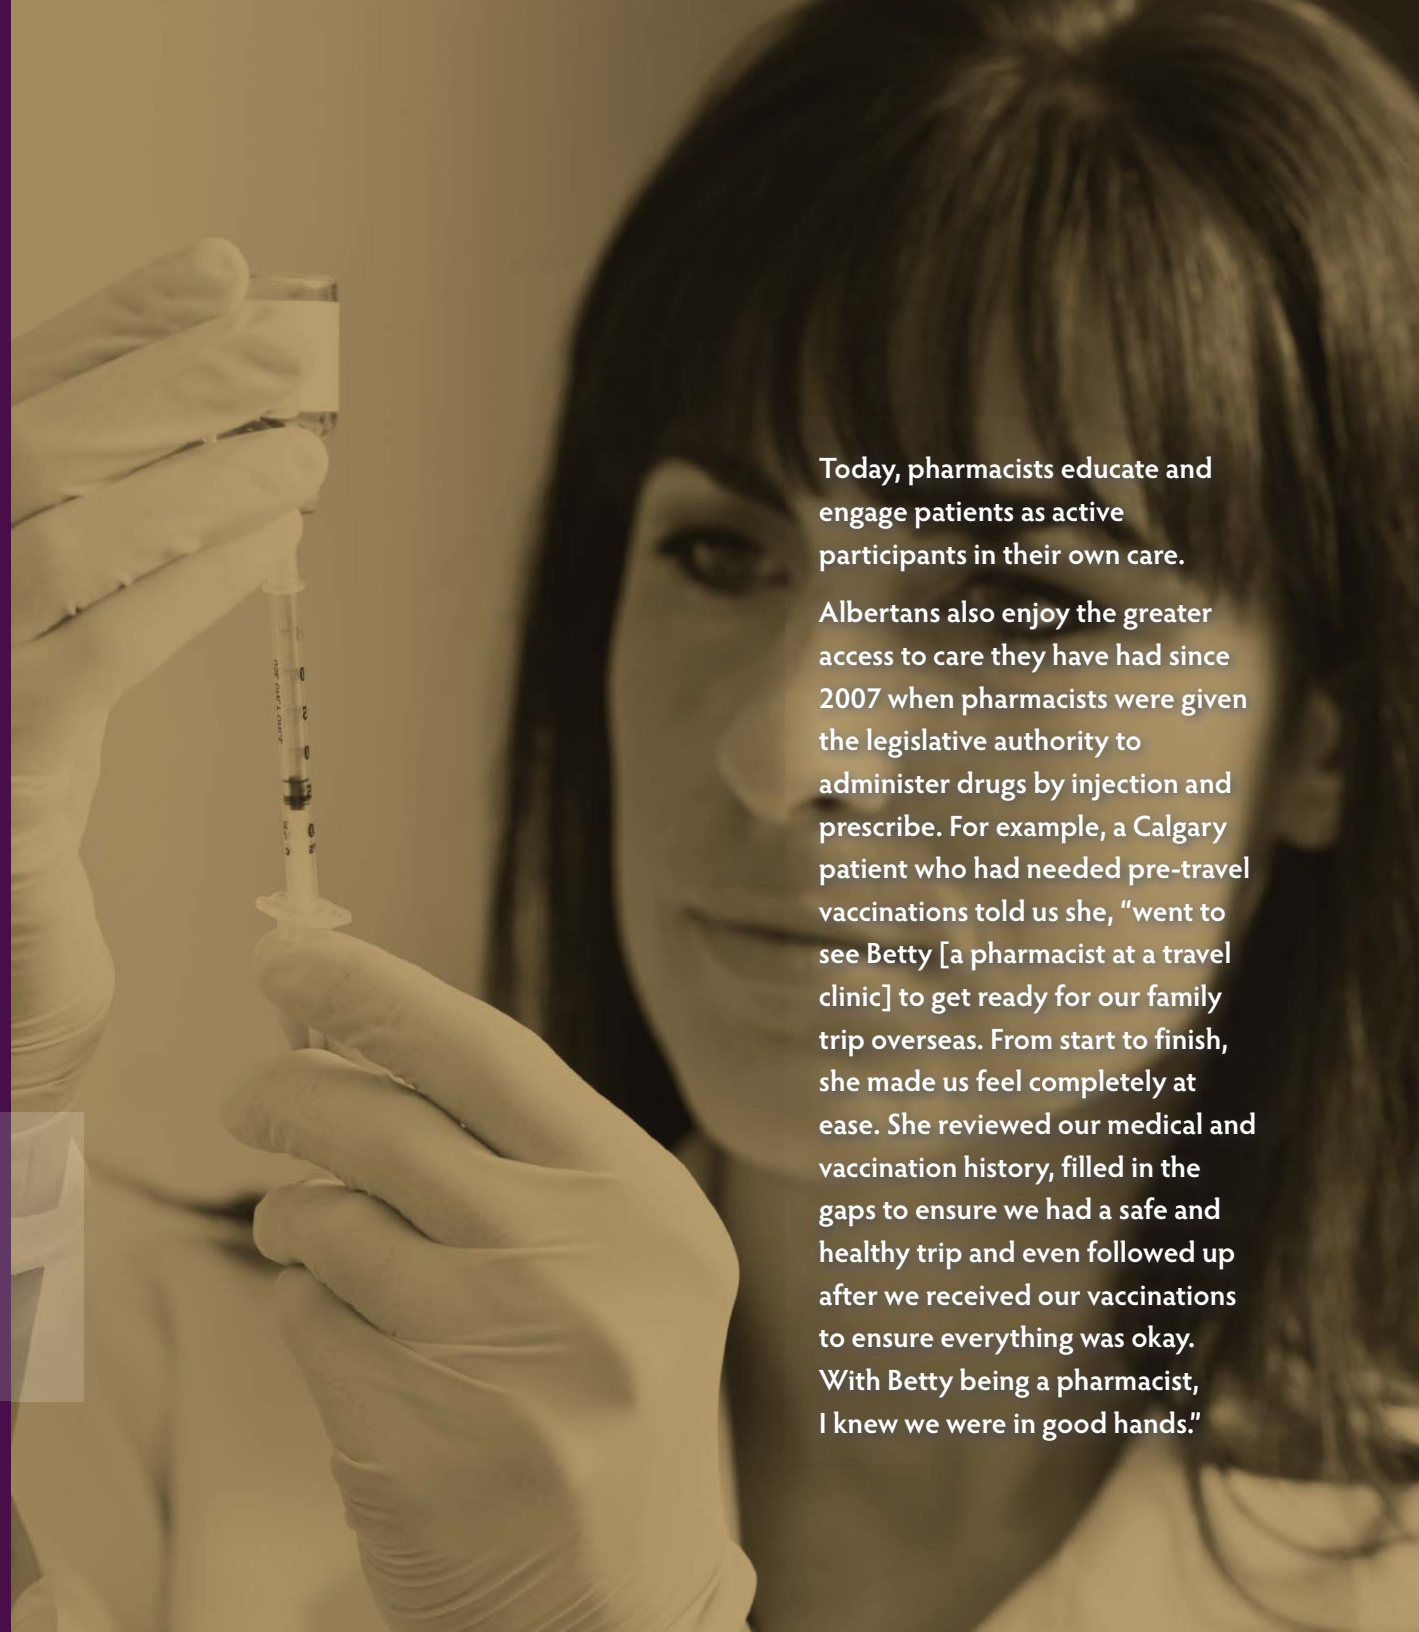 Today, pharmacists educate and
engage patients as active
participants in their own care.
Albertans also enjoy the greater
access to care they have had since
2007 when pharmacists were given
the legislative authority to
administer drugs by injection and
prescribe. For example, a Calgary
patient who had needed pre-travel
vaccinations told us she, “went to
see Betty [a pharmacist at a travel
clinic] to get ready for our family
trip overseas. From start to finish,
she made us feel completely at
ease. She reviewed our medical and
vaccination history, filled in the
gaps to ensure we had a safe and
healthy trip and even followed up
after we received our vaccinations
to ensure everything was okay.
With Betty being a pharmacist,
I knew we were in good hands.”